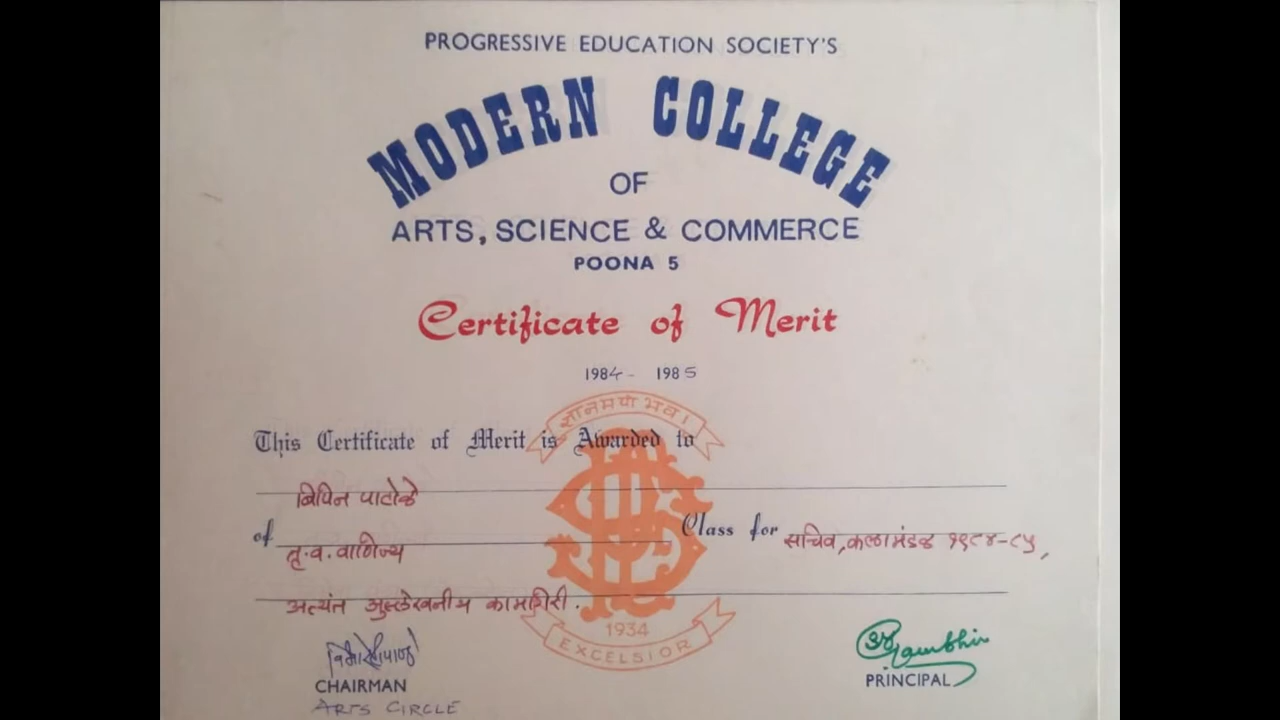 PROGRESSIVE EDUCATION SOCIETY'S
MODERN COLLEGE
OF
ARTS, SCIENCE & COMMERCE
POONA 5
Certificate of Merit
1984 - 1985
ज्ञानमयो भव।
This Certificate of Merit is Awarded to
बिपिन पाटोळे
of तृ.व. वाणिज्य Class for सचिव, कलामंडळ १९८४-८५,
अत्यंत अुल्लेखनीय कामगिरी.
1934
EXCELSIOR
CHAIRMAN
ARTS CIRCLE
PRINCIPAL